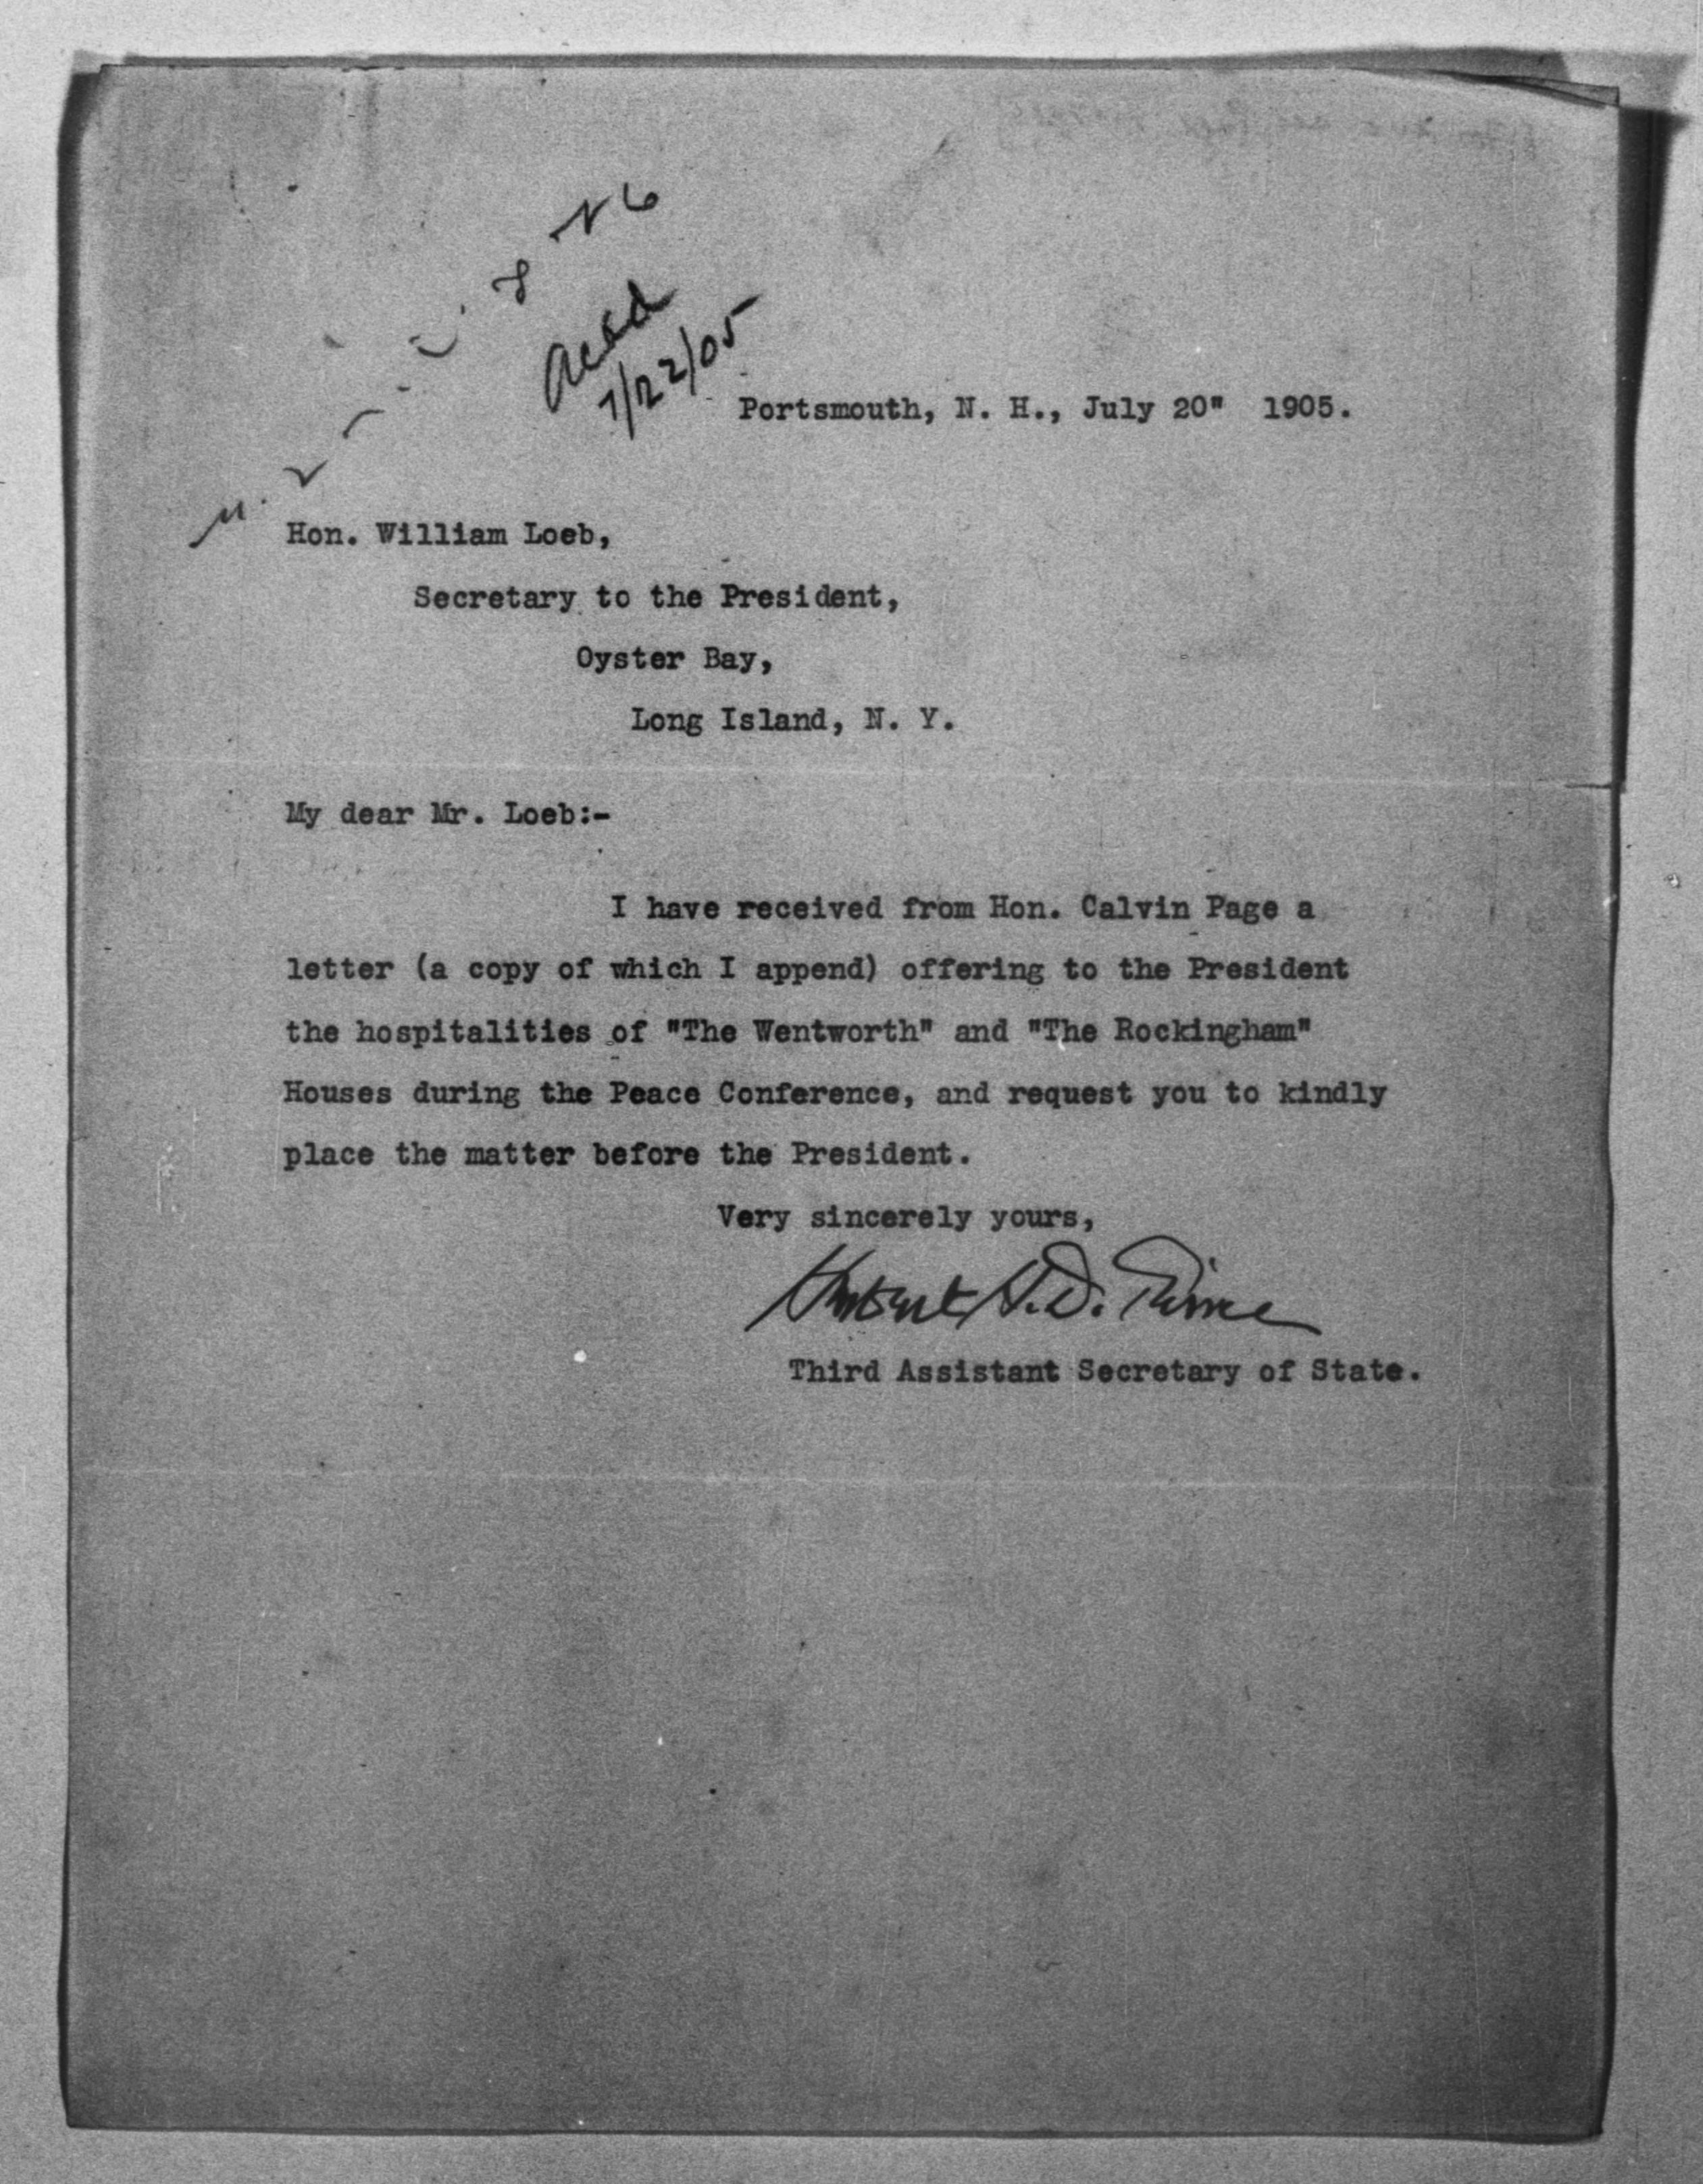 Ackd
7/22/05
Portsmouth, N. H., July 20" 1905.
Hon. William Loeb,
Secretary to the President,
Oyster Bay,
Long Island, N. Y.
My dear Mr. Loeb:-
I have received from Hon. Calvin Page a
letter (a copy of which I append) offering to the President
the hospitalities of "The Wentworth" and "The Rockingham"
Houses during the Peace Conference, and request you to kindly
place the matter before the President.
Very sincerely yours,
Herbert H. D. Peirce
Third Assistant Secretary of State.